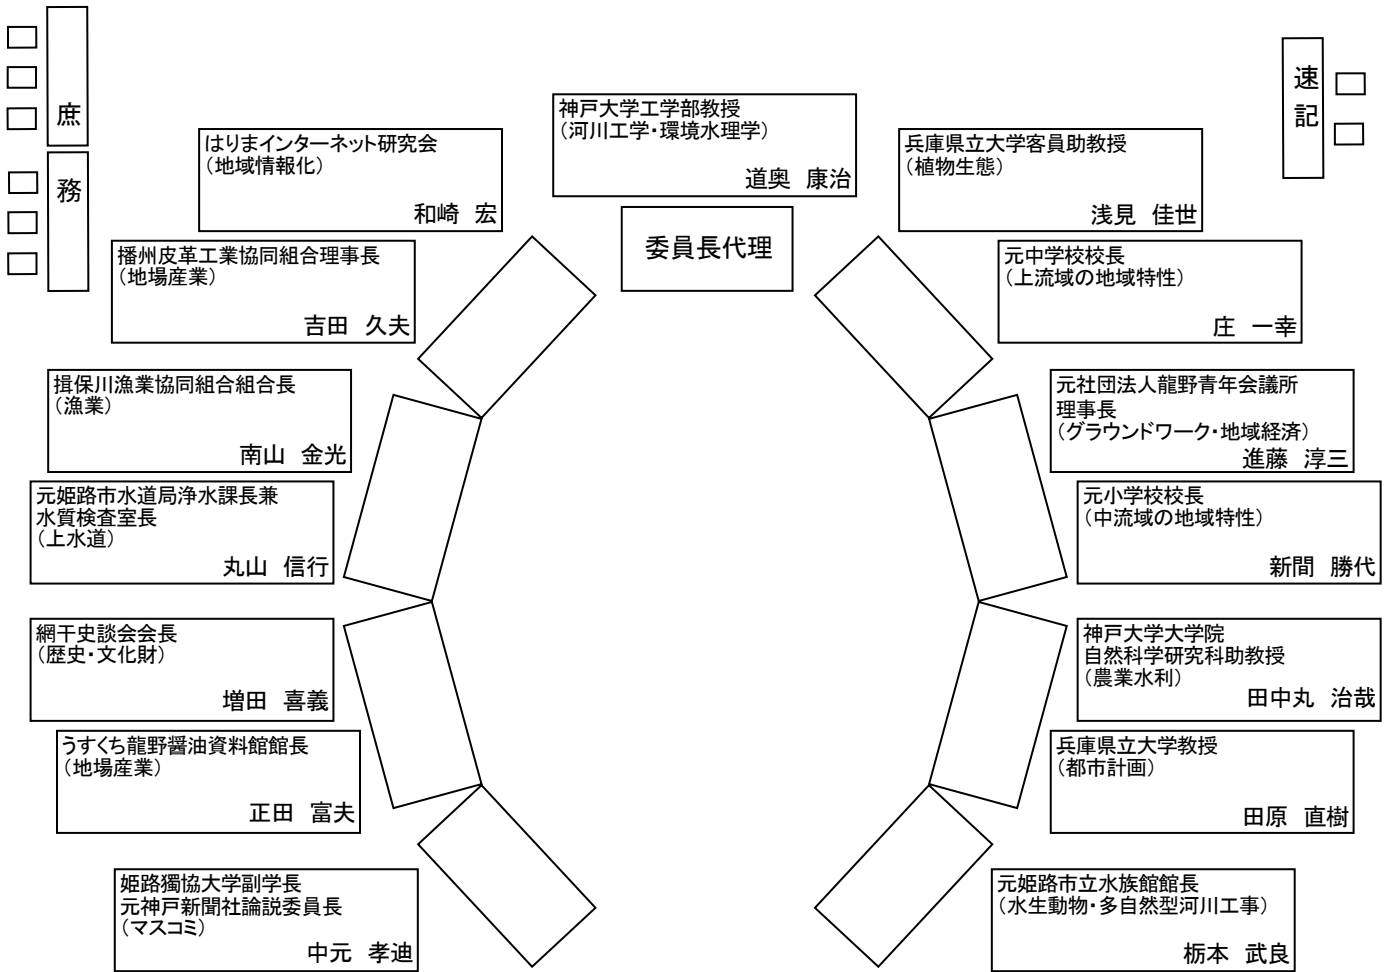 庶
務
速
記
神戸大学工学部教授
(河川工学・環境水理学)
道奥　康治
委員長代理
はりまインターネット研究会
(地域情報化)
和崎　宏
播州皮革工業協同組合理事長
(地場産業)
吉田　久夫
揖保川漁業協同組合組合長
(漁業)
南山　金光
元姫路市水道局浄水課長兼
水質検査室長
(上水道)
丸山　信行
網干史談会会長
(歴史・文化財)
増田　喜義
うすくち龍野醤油資料館館長
(地場産業)
正田　富夫
姫路獨協大学副学長
元神戸新聞社論説委員長
(マスコミ)
中元　孝迪
兵庫県立大学客員助教授
(植物生態)
浅見　佳世
元中学校校長
(上流域の地域特性)
庄　一幸
元社団法人龍野青年会議所
理事長
(グラウンドワーク・地域経済)
進藤　淳三
元小学校校長
(中流域の地域特性)
新間　勝代
神戸大学大学院
自然科学研究科助教授
(農業水利)
田中丸　治哉
兵庫県立大学教授
(都市計画)
田原　直樹
元姫路市立水族館館長
(水生動物・多自然型河川工事)
栃本　武良